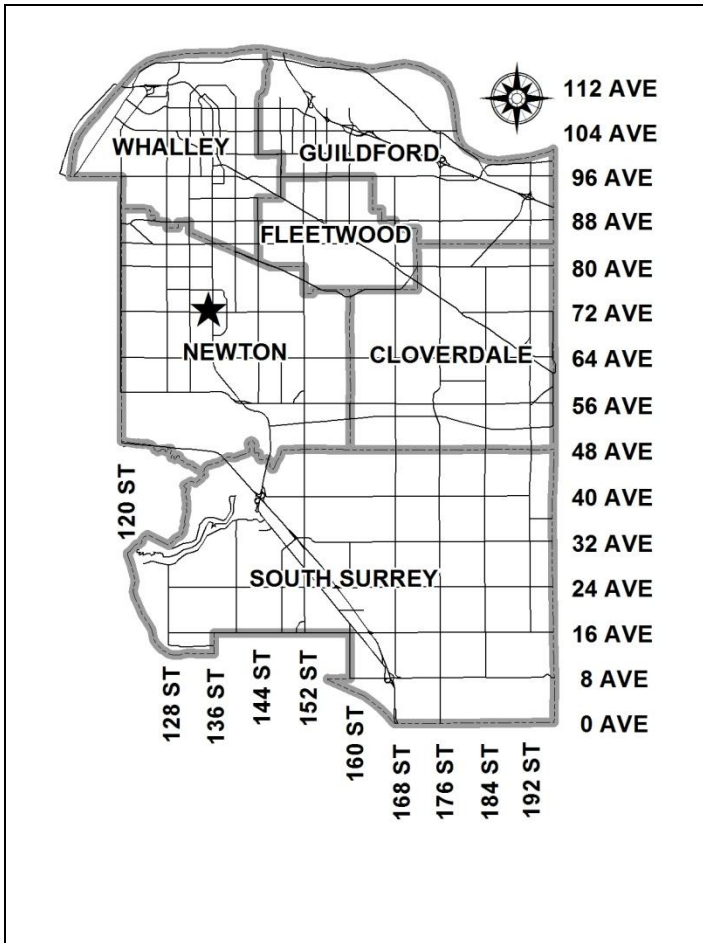 112 AVE
104 AVE
WHALLEY
GUILDFORD
96 AVE
88 AVE
FLEETWOOD
80 AVE
72 AVE
NEWTON
CLOVERDALE
64 AVE
56 AVE
48 AVE
120 ST
40 AVE
32 AVE
SOUTH SURREY
24 AVE
16 AVE
8 AVE
0 AVE
128 ST
136 ST
144 ST
152 ST
160 ST
168 ST
176 ST
184 ST
192 ST